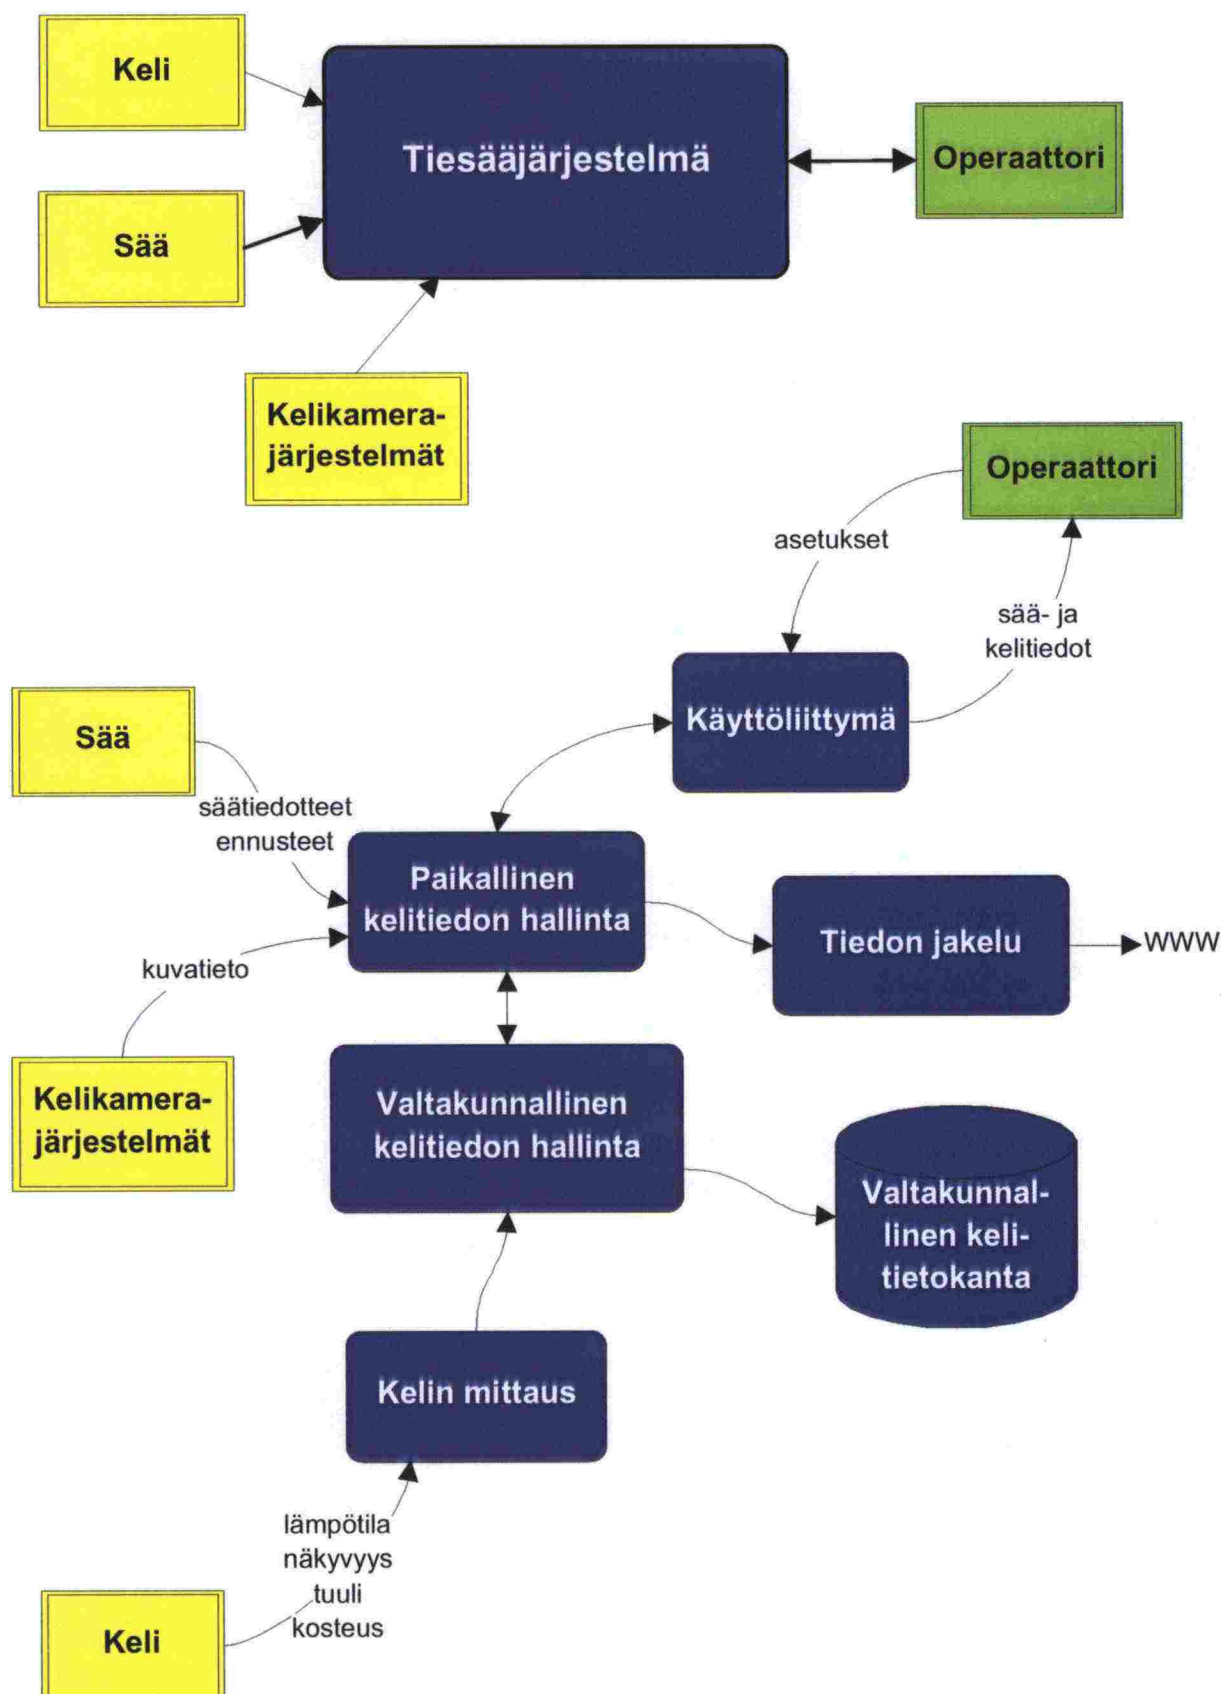 Keli
Tiesääjärjestelmä
Operaattori
Sää
Kelikamera-
järjestelmät
Operaattori
asetukset
sää- ja
kelitiedot
Käyttöliittymä
Sää
säätiedotteet
ennusteet
Paikallinen
kelitiedon hallinta
Tiedon jakelu
WWW
kuvatieto
Kelikamera-
järjestelmät
Valtakunnallinen
kelitiedon hallinta
Valtakunnal-
linen keli-
tietokanta
Kelin mittaus
lämpötila
näkyvyys
tuuli
kosteus
Keli